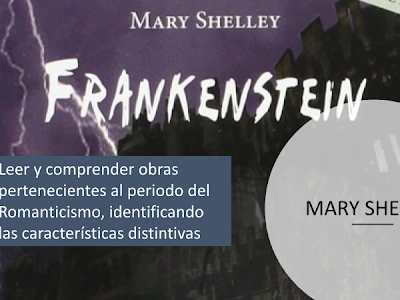 MARY SHELLEY
FRANKENSTEIN
Leer y comprender obras
pertenecientes al periodo del
Romanticismo, identificando
las características distintivas
MARY SHE